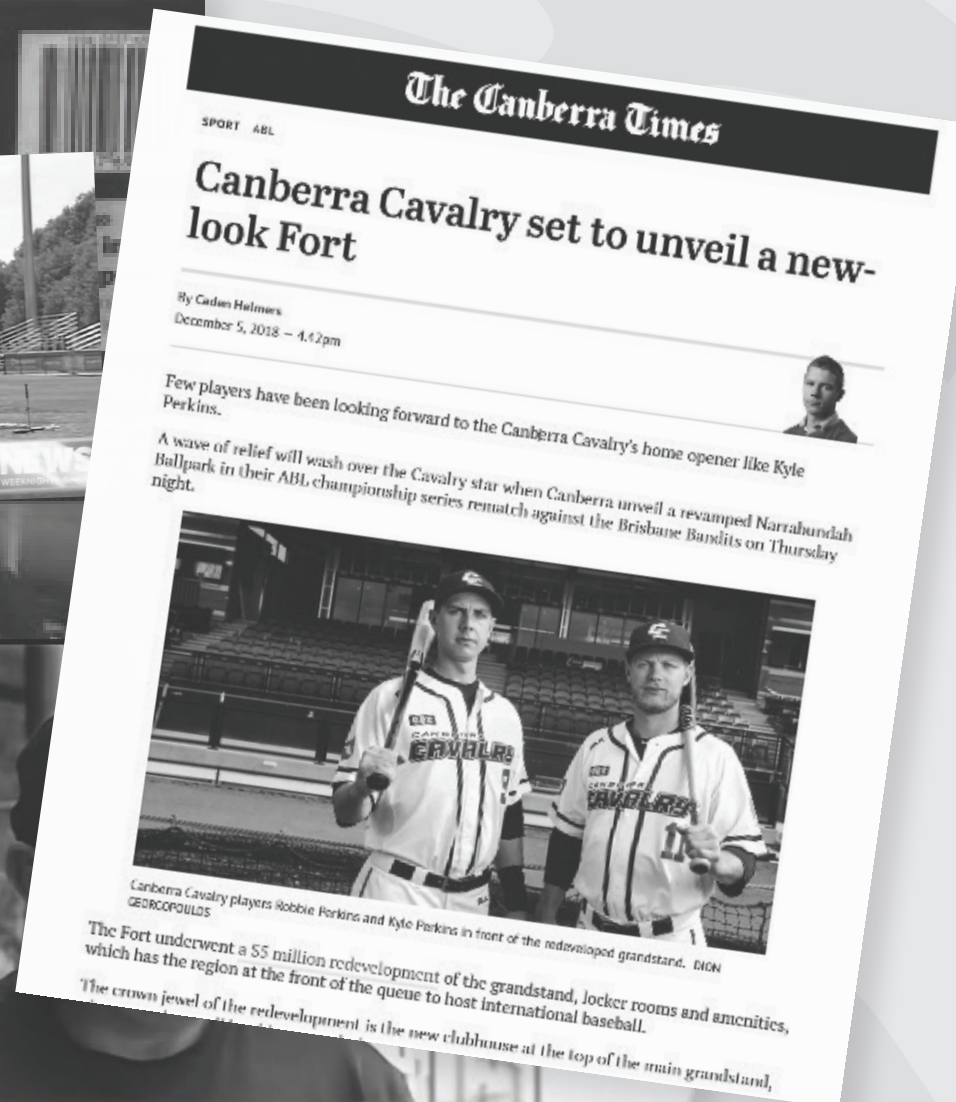 The Canberra Times
SPORT ABL
Canberra Cavalry set to unveil a new-
look Fort
By Caden Helmers
December 5, 2018 — 4.42pm
Few players have been looking forward to the Canberra Cavalry's home opener like Kyle
Perkins.
A wave of relief will wash over the Cavalry star when Canberra unveil a revamped Narrabundah
Ballpark in their ABL championship series rematch against the Brisbane Bandits on Thursday
night.
NEWS
WEEKNIGH
CANBERRA
CAVALRY
CANBERRA
CAVALRY
11
Canberra Cavalry players Robbie Perkins and Kyle Perkins in front of the redeveloped grandstand. DION
GEORGOPOULOS
The Fort underwent a $5 million redevelopment of the grandstand, locker rooms and amenities,
which has the region at the front of the queue to host international baseball.
The crown jewel of the redevelopment is the new clubhouse at the top of the main grandstand,